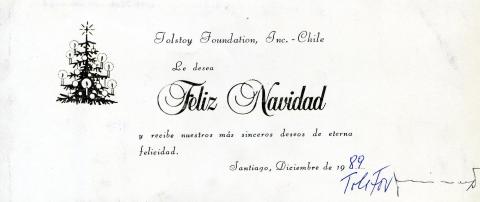 Tolstoy Foundation, Inc. - Chile
Le desea
Feliz Navidad
y recibe nuestros más sinceros deseos de eterna
felicidad.
Santiago, Diciembre de 1989